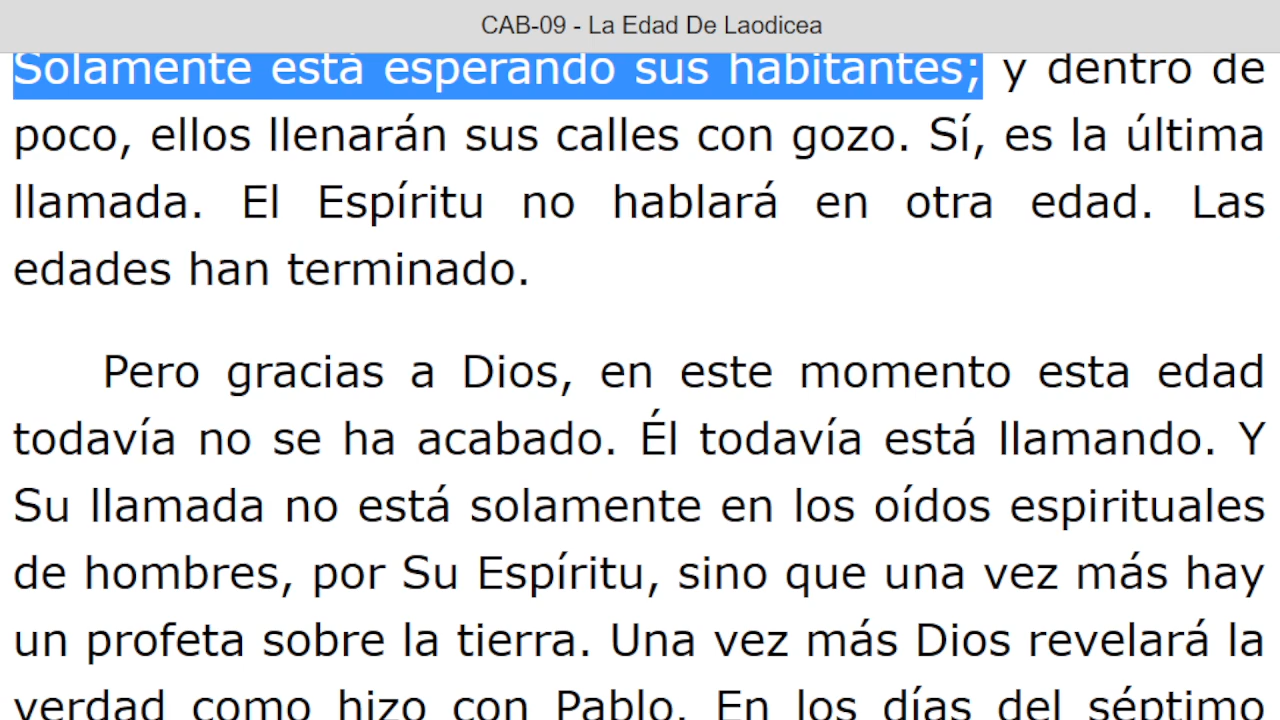 CAB-09 - La Edad De Laodicea
Solamente está esperando sus habitantes; y dentro de
poco, ellos llenarán sus calles con gozo. Sí, es la última
llamada. El Espíritu no hablará en otra edad. Las
edades han terminado.
Pero gracias a Dios, en este momento esta edad
todavía no se ha acabado. Él todavía está llamando. Y
Su llamada no está solamente en los oídos espirituales
de hombres, por Su Espíritu, sino que una vez más hay
un profeta sobre la tierra. Una vez más Dios revelará la
verdad como hizo con Pablo. En los días del séptimo